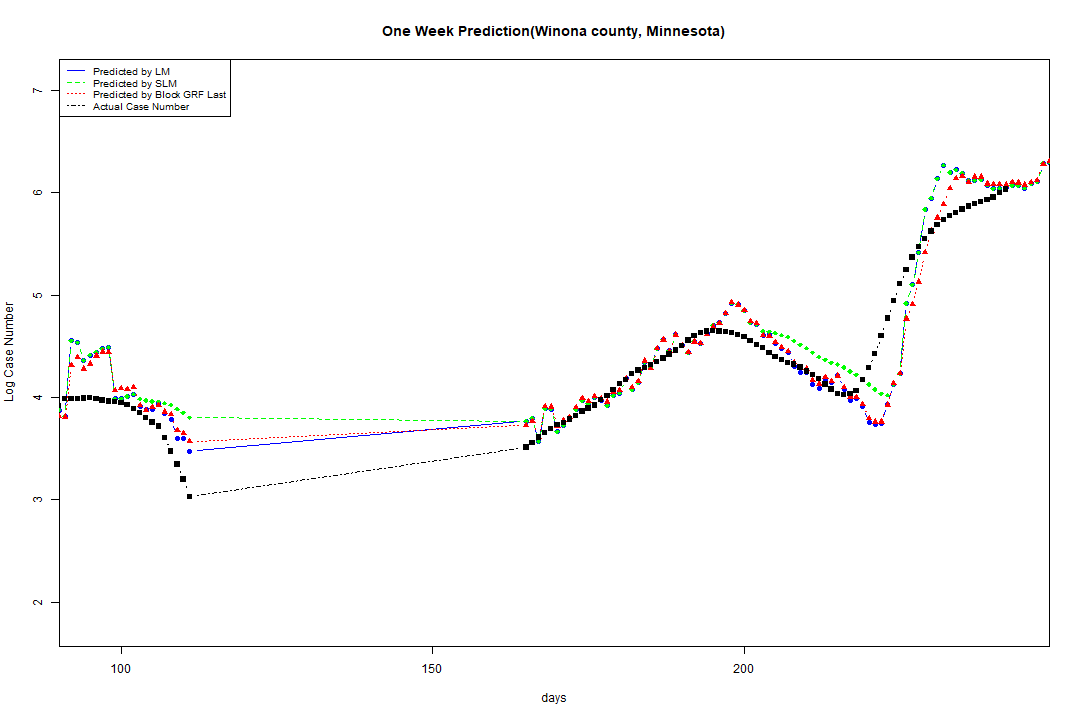 One Week Prediction(Winona county, Minnesota)
Predicted by LM
Predicted by SLM
Predicted by Block GRF Last
Actual Case Number
7
6
5
4
3
2
Log Case Number
100 150 200
days